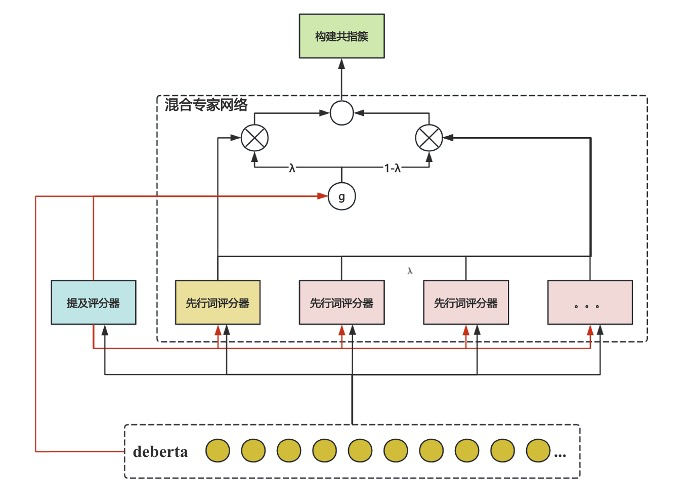 构建共指簇
混合专家网络
λ
1-λ
g
λ
提及评分器
先行词评分器
先行词评分器
先行词评分器
。。。
deberta
...